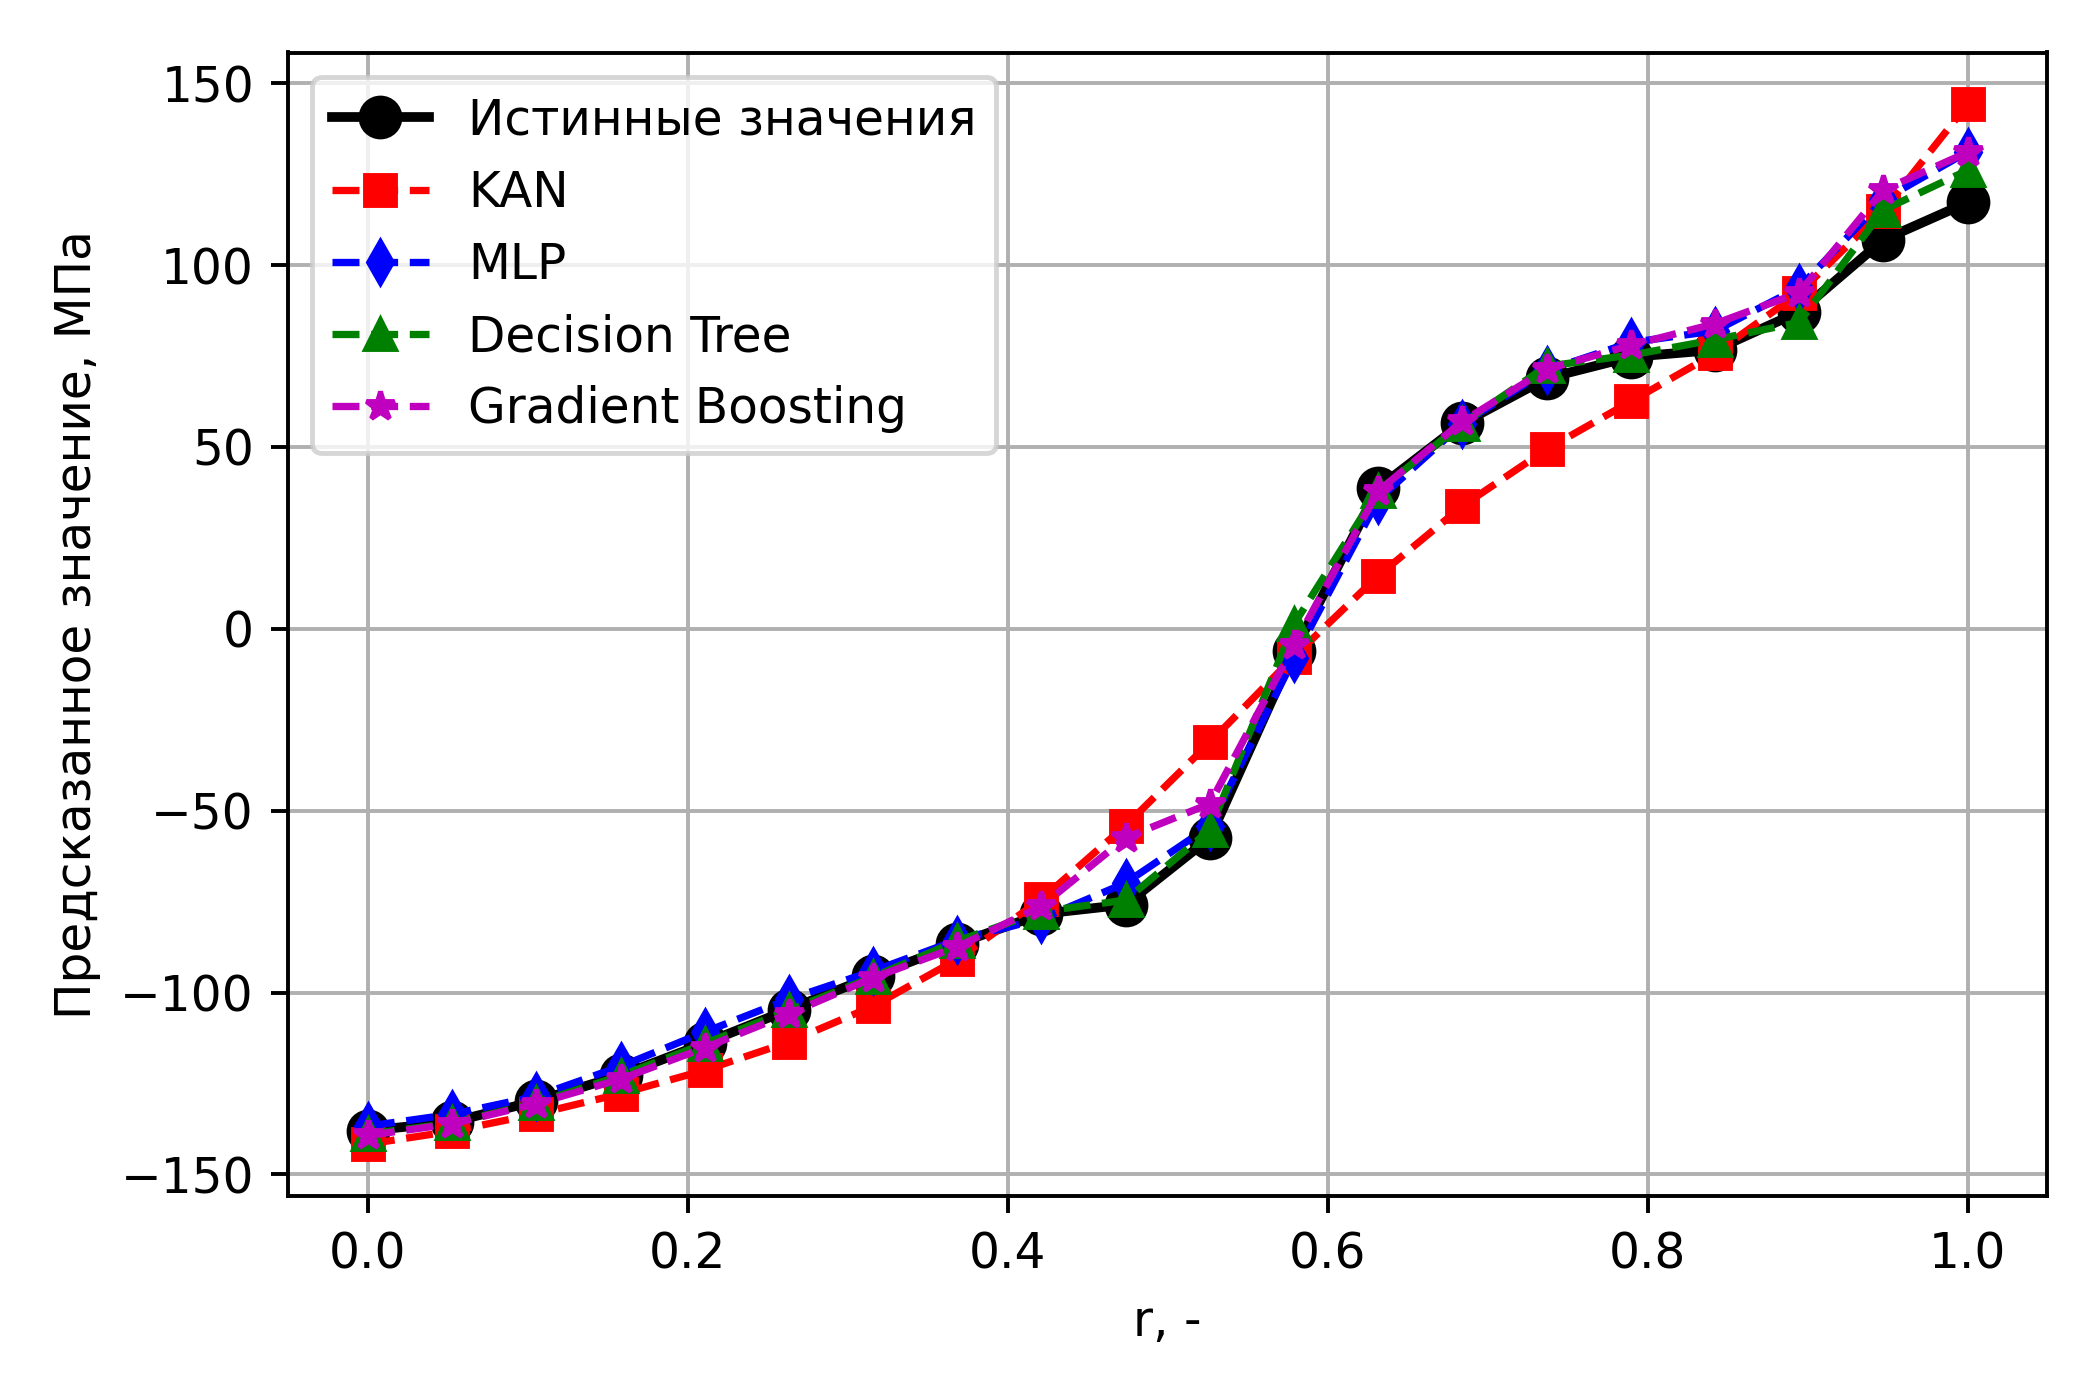 Предсказанное значение, МПа
150
100
50
0
−50
−100
−150
Истинные значения
KAN
MLP
Decision Tree
Gradient Boosting
0.0 0.2 0.4 0.6 0.8 1.0
r, -